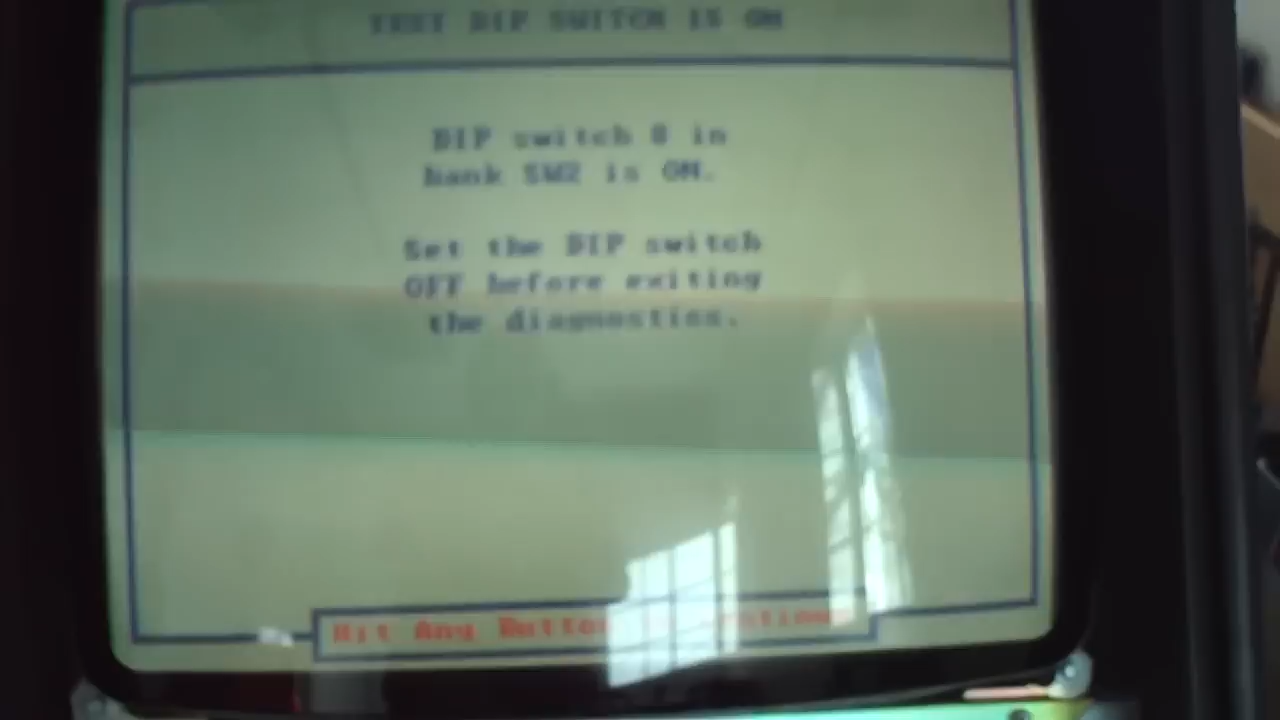 TEST DIP SWITCH IS ON
DIP switch 8 in
bank SW2 is ON.
Set the DIP switch
OFF before exiting
the diagnostics.
Hit Any Button